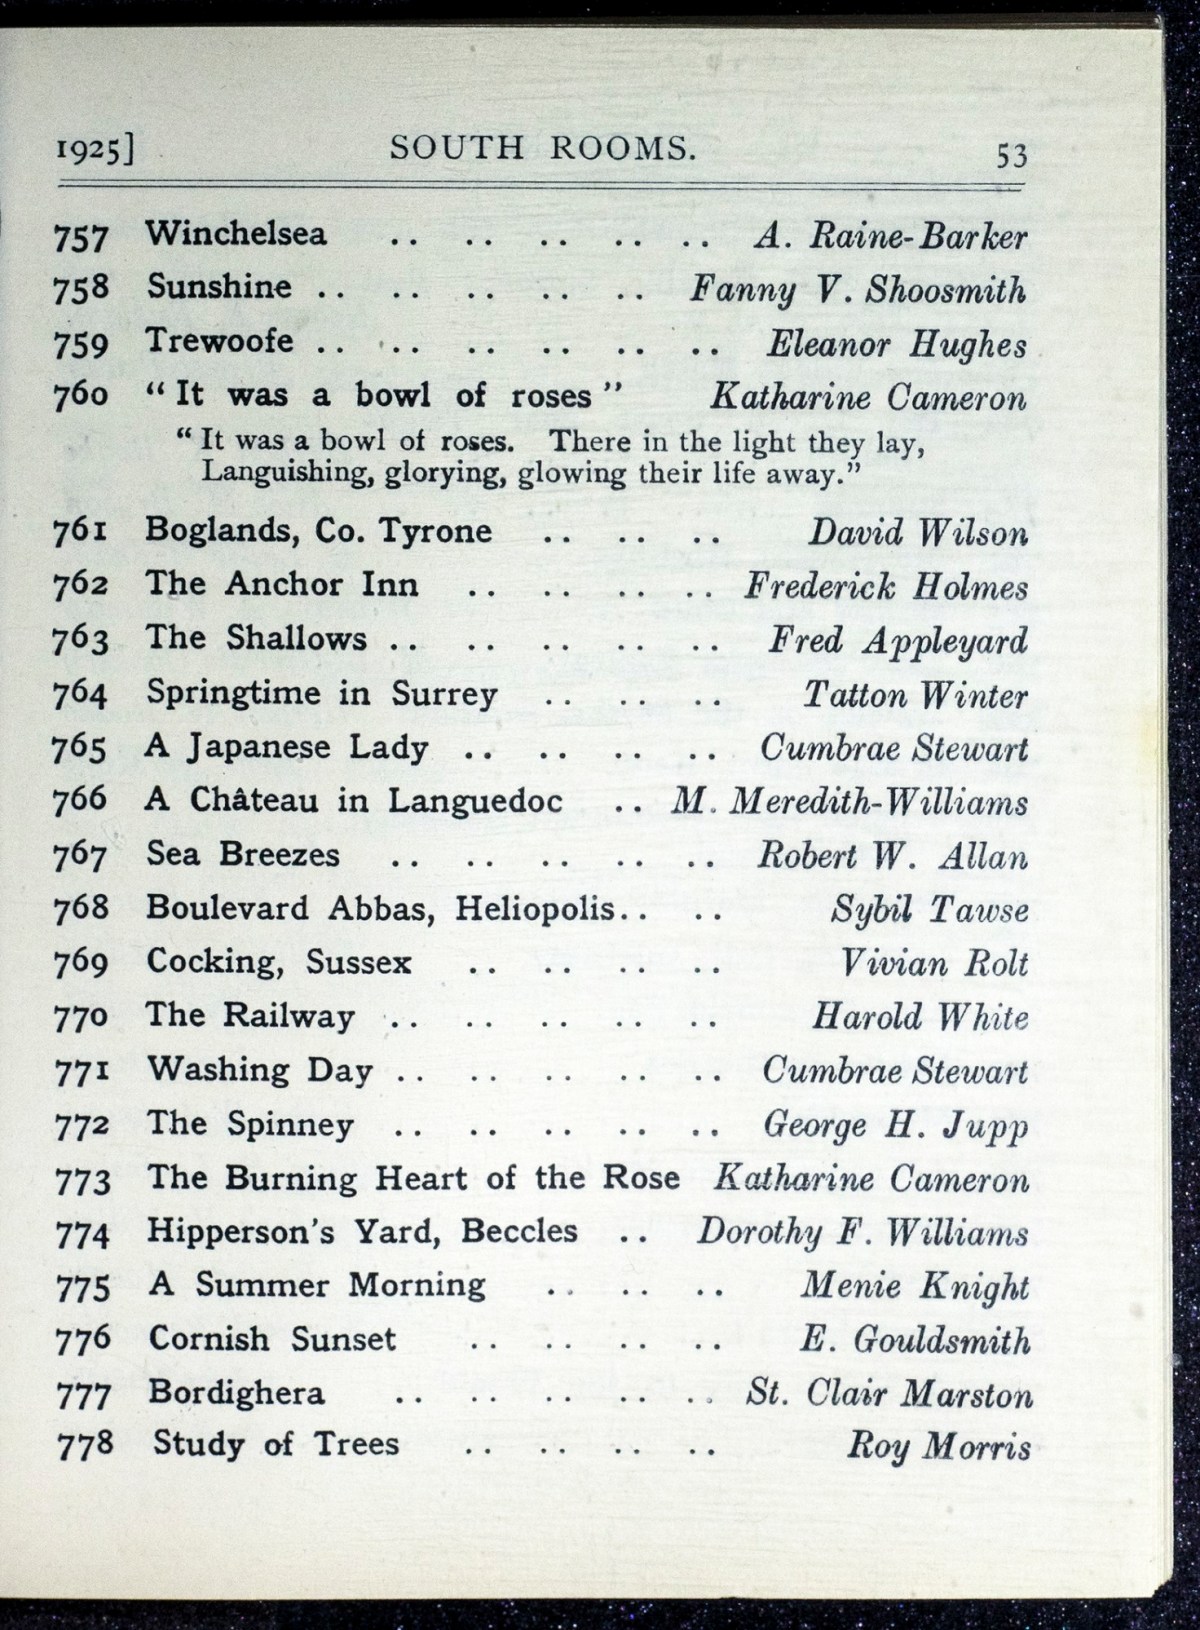 1925] SOUTH ROOMS. 53
757 Winchelsea .. .. .. .. .. A. Raine-Barker
758 Sunshine .. .. .. .. .. Fanny V. Shoosmith
759 Trewoofe .. .. .. .. .. .. Eleanor Hughes
760 “It was a bowl of roses” Katharine Cameron
“It was a bowl of roses. There in the light they lay,
Languishing, glorying, glowing their life away.”
761 Boglands, Co. Tyrone .. .. .. David Wilson
762 The Anchor Inn .. .. .. .. Frederick Holmes
763 The Shallows .. .. .. .. .. Fred Appleyard
764 Springtime in Surrey .. .. .. Tatton Winter
765 A Japanese Lady .. .. .. .. Cumbrae Stewart
766 A Château in Languedoc .. M. Meredith-Williams
767 Sea Breezes .. .. .. .. .. Robert W. Allan
768 Boulevard Abbas, Heliopolis.. .. Sybil Tawse
769 Cocking, Sussex .. .. .. .. Vivian Rolt
770 The Railway .. .. .. .. .. Harold White
771 Washing Day .. .. .. .. .. Cumbrae Stewart
772 The Spinney .. .. .. .. .. George H. Jupp
773 The Burning Heart of the Rose Katharine Cameron
774 Hipperson's Yard, Beccles .. Dorothy F. Williams
775 A Summer Morning .. .. .. Menie Knight
776 Cornish Sunset .. .. .. .. E. Gouldsmith
777 Bordighera .. .. .. .. .. St. Clair Marston
778 Study of Trees .. .. .. .. Roy Morris